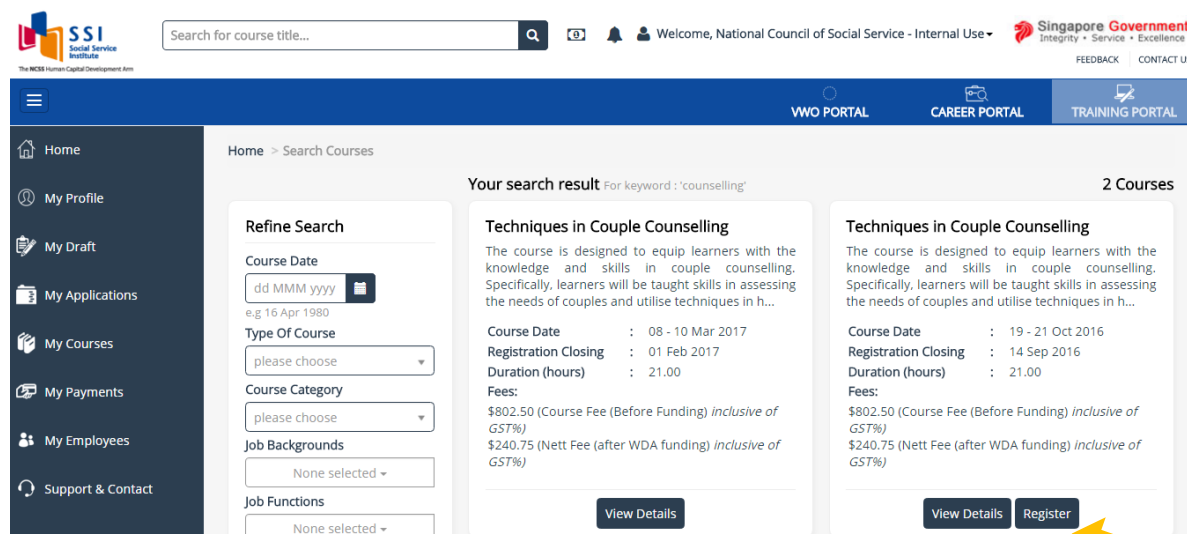 SSI
Social Service
Institute
The NCSS Human Capital Development Arm
Search for course title...
Welcome, National Council of Social Service - Internal Use
Singapore Government
Integrity • Service • Excellence
FEEDBACK
CONTACT U
VWO PORTAL
CAREER PORTAL
TRAINING PORTAL
Home
My Profile
My Draft
My Applications
My Courses
My Payments
My Employees
Support & Contact
Home > Search Courses
Your search result For keyword : 'counselling'
2 Courses
Refine Search
Course Date
dd MMM yyyy
e.g 16 Apr 1980
Type Of Course
please choose
Course Category
please choose
Job Backgrounds
None selected
Job Functions
None selected
Techniques in Couple Counselling
The course is designed to equip learners with the
knowledge and skills in couple counselling.
Specifically, learners will be taught skills in assessing
the needs of couples and utilise techniques in h...
Course Date : 08 - 10 Mar 2017
Registration Closing : 01 Feb 2017
Duration (hours) : 21.00
Fees:
$802.50 (Course Fee (Before Funding) inclusive of
GST%)
$240.75 (Nett Fee (after WDA funding) inclusive of
GST%)
View Details
Techniques in Couple Counselling
The course is designed to equip learners with the
knowledge and skills in couple counselling.
Specifically, learners will be taught skills in assessing
the needs of couples and utilise techniques in h...
Course Date : 19 - 21 Oct 2016
Registration Closing : 14 Sep 2016
Duration (hours) : 21.00
Fees:
$802.50 (Course Fee (Before Funding) inclusive of
GST%)
$240.75 (Nett Fee (after WDA funding) inclusive of
GST%)
View Details
Register